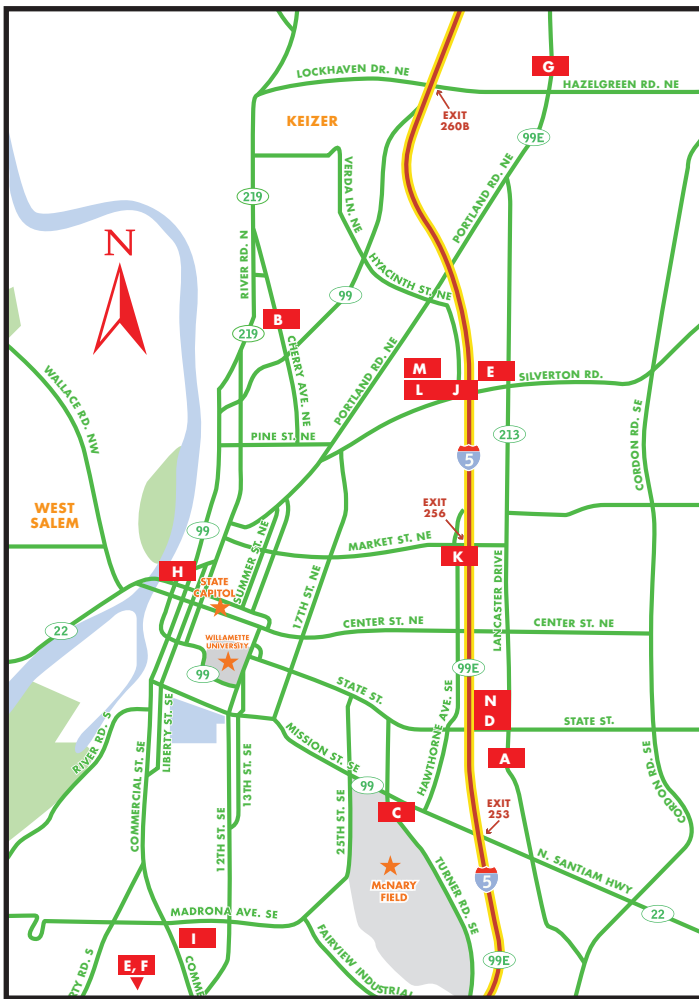 G
LOCKHAVEN DR. NE
HAZELGREEN RD. NE
EXIT
260B
KEIZER
99E
VERDA LN. NE
PORTLAND RD. NE
219
N
RIVER RD. N
HYACINTH ST. NE
99
B
219
CHERRY AVE. NE
PORTLAND RD. NE
M
E
L J
SILVERTON RD.
WALLACE RD. NW
PINE ST. NE
213
CORDON RD. SE
5
WEST
SALEM
EXIT
256
99
SUMMER ST. NE
MARKET ST. NE
K
H
STATE
CAPITOL
17TH ST. NE
LANCASTER DRIVE
22
CENTER ST. NE
CENTER ST. NE
WILLAMETTE
UNIVERSITY
99
99E
STATE ST.
HAWTHORNE AVE. SE
N
D
STATE ST.
RIVER RD. S
LIBERTY ST. SE
COMMERCIAL ST. SE
13TH ST. SE
12TH ST. SE
MISSION ST. SE
A
99
25TH ST. SE
C
EXIT
253
CORDON RD. SE
N. SANTIAM HWY
22
McNARY
FIELD
5
TURNER RD. SE
MADRONA AVE. SE
I
FAIRVIEW INDUSTRIAL
99E
E, F
RTY RD. S
COMME